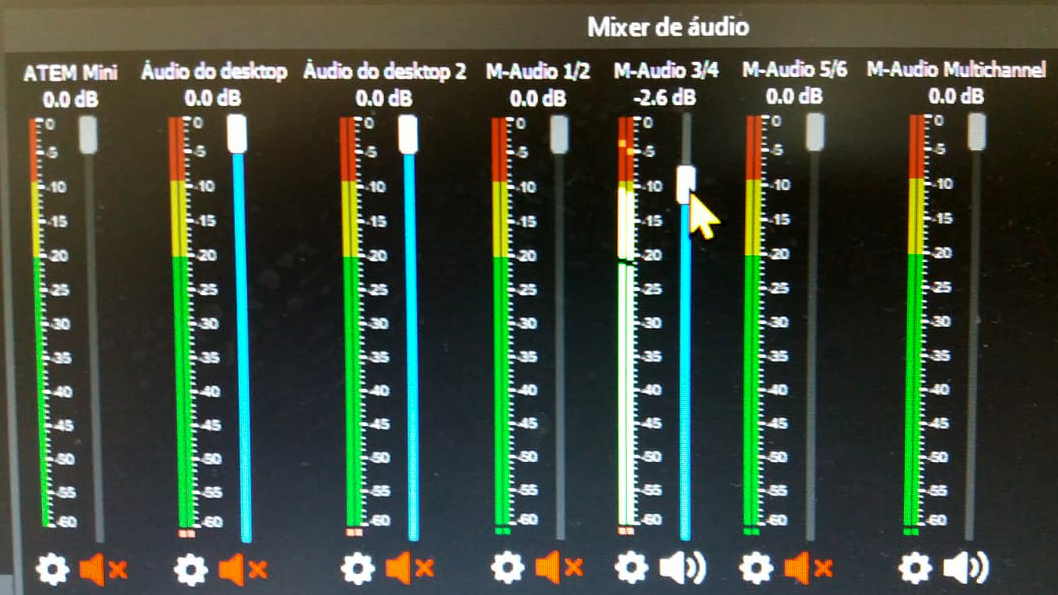 Mixer de áudio
ATEM Mini Áudio do desktop Áudio do desktop 2 M-Audio 1/2 M-Audio 3/4 M-Audio 5/6 M-Audio Multichannel
0.0 dB 0.0 dB 0.0 dB 0.0 dB -2.6 dB 0.0 dB 0.0 dB
0 0 0 0 0 0 0
-5 -5 -5 -5 -5 -5 -5
-10 -10 -10 -10 -10 -10 -10
-15 -15 -15 -15 -15 -15 -15
-20 -20 -20 -20 -20 -20 -20
-25 -25 -25 -25 -25 -25 -25
-30 -30 -30 -30 -30 -30 -30
-35 -35 -35 -35 -35 -35 -35
-40 -40 -40 -40 -40 -40 -40
-45 -45 -45 -45 -45 -45 -45
-50 -50 -50 -50 -50 -50 -50
-55 -55 -55 -55 -55 -55 -55
-60 -60 -60 -60 -60 -60 -60